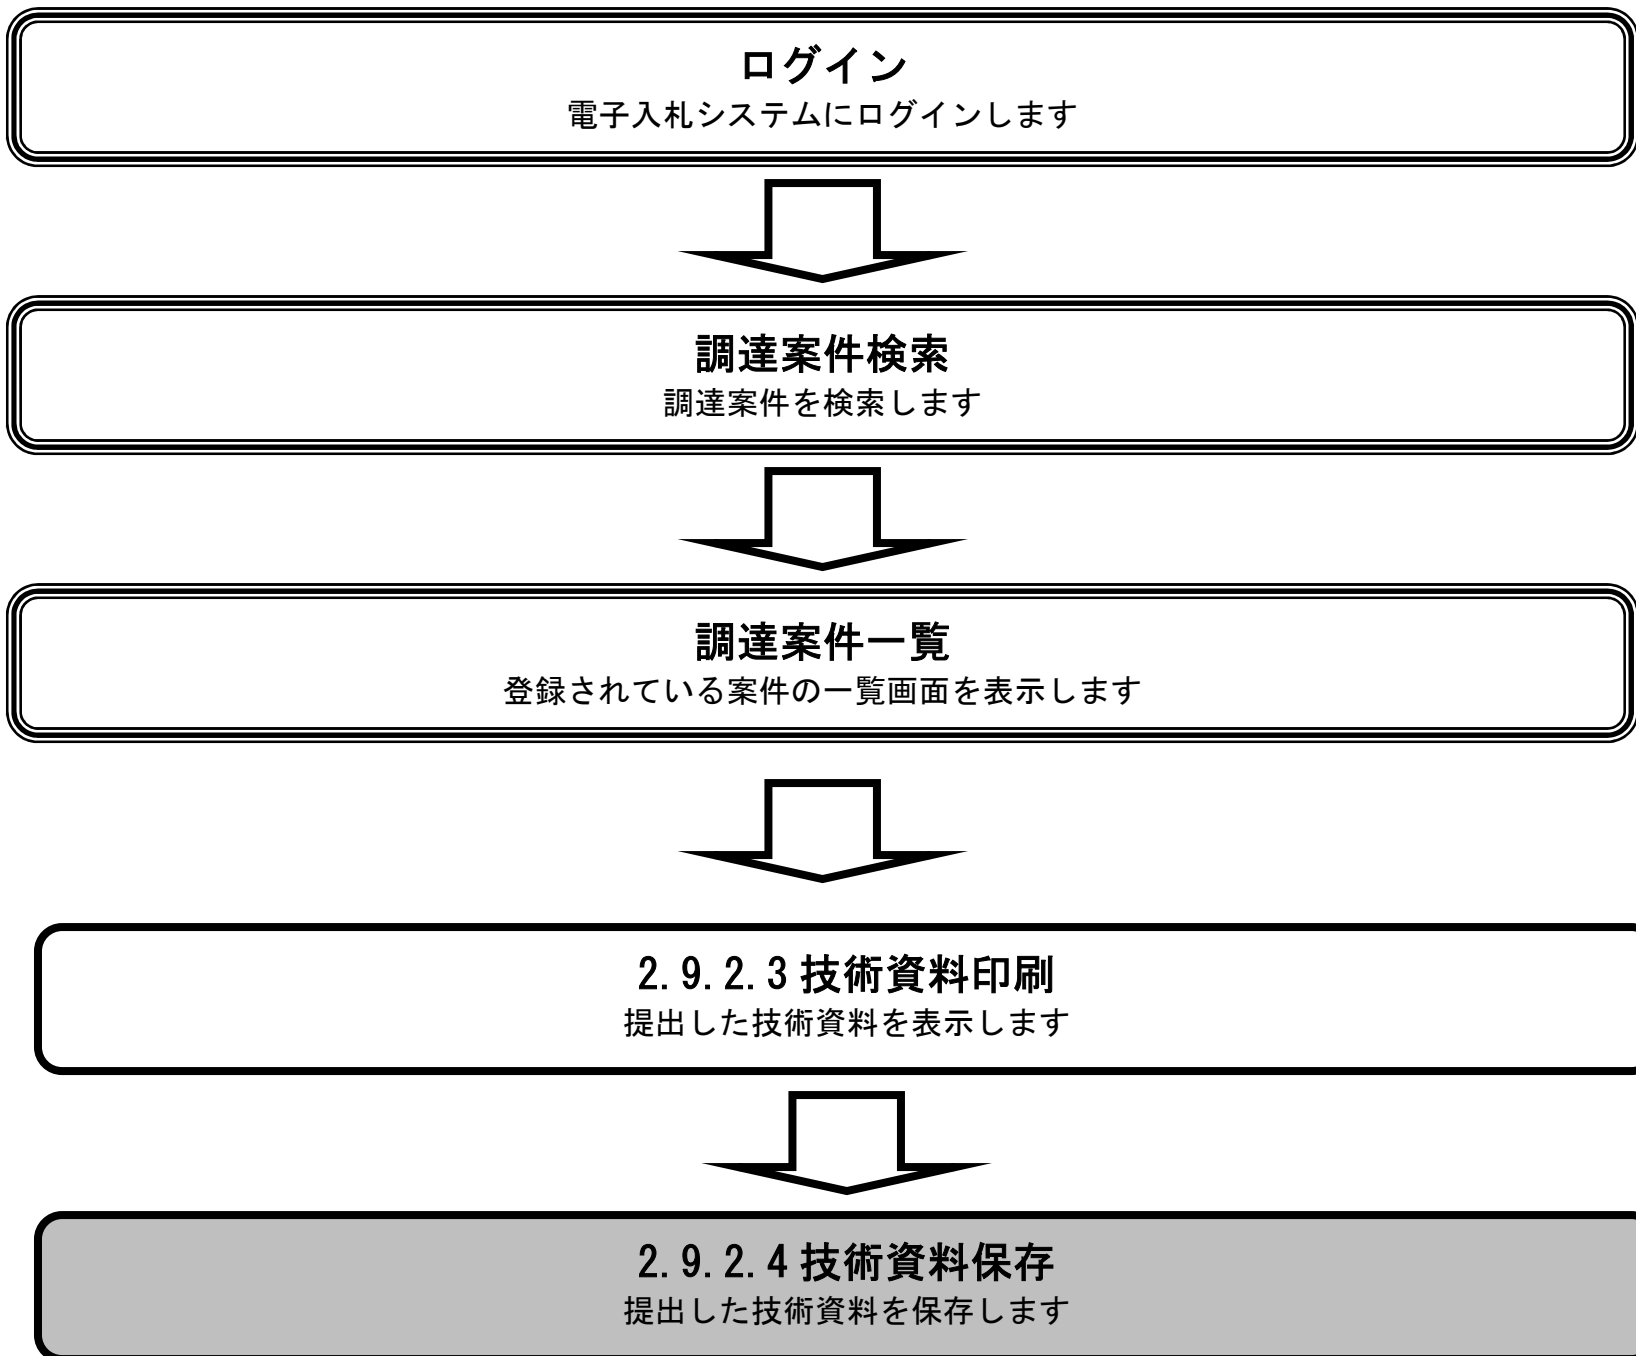 ログイン
電子入札システムにログインします
調達案件検索
調達案件を検索します
調達案件一覧
登録されている案件の一覧画面を表示します
2.9.2.3 技術資料印刷
提出した技術資料を表示します
2.9.2.4 技術資料保存
提出した技術資料を保存します